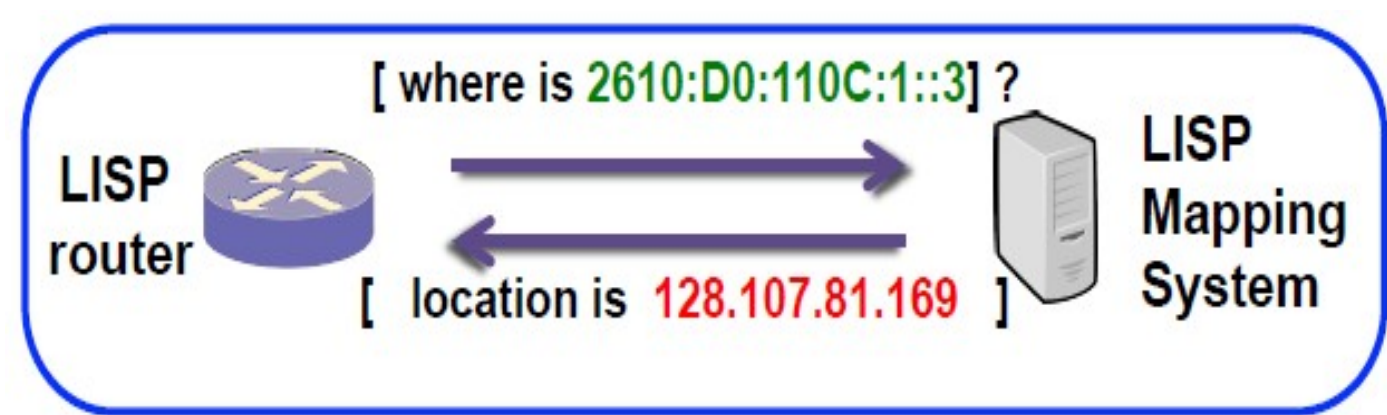 [ where is 2610:D0:110C:1::3] ?
LISP
router
LISP
Mapping
System
[ location is 128.107.81.169 ]